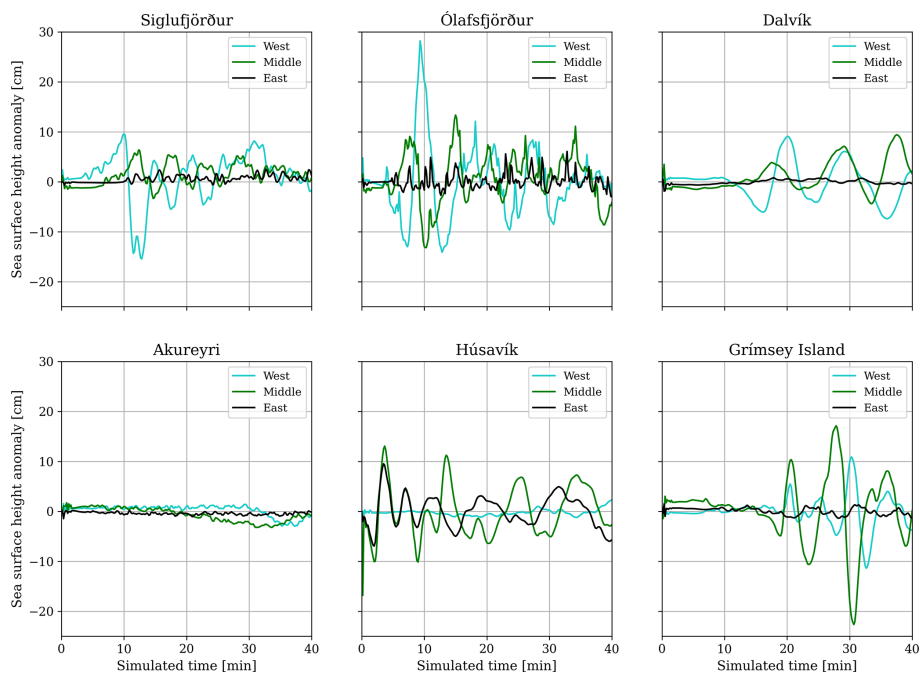 Siglufjörður
Ólafsfjörður
Dalvík
Sea surface height anomaly [cm]
30
20
10
0
−10
−20
West
Middle
East
West
Middle
East
West
Middle
East
Akureyri
Húsavík
Grímsey Island
Sea surface height anomaly [cm]
30
20
10
0
−10
−20
West
Middle
East
West
Middle
East
West
Middle
East
0 10 20 30 40
0 10 20 30 40
0 10 20 30 40
Simulated time [min]
Simulated time [min]
Simulated time [min]